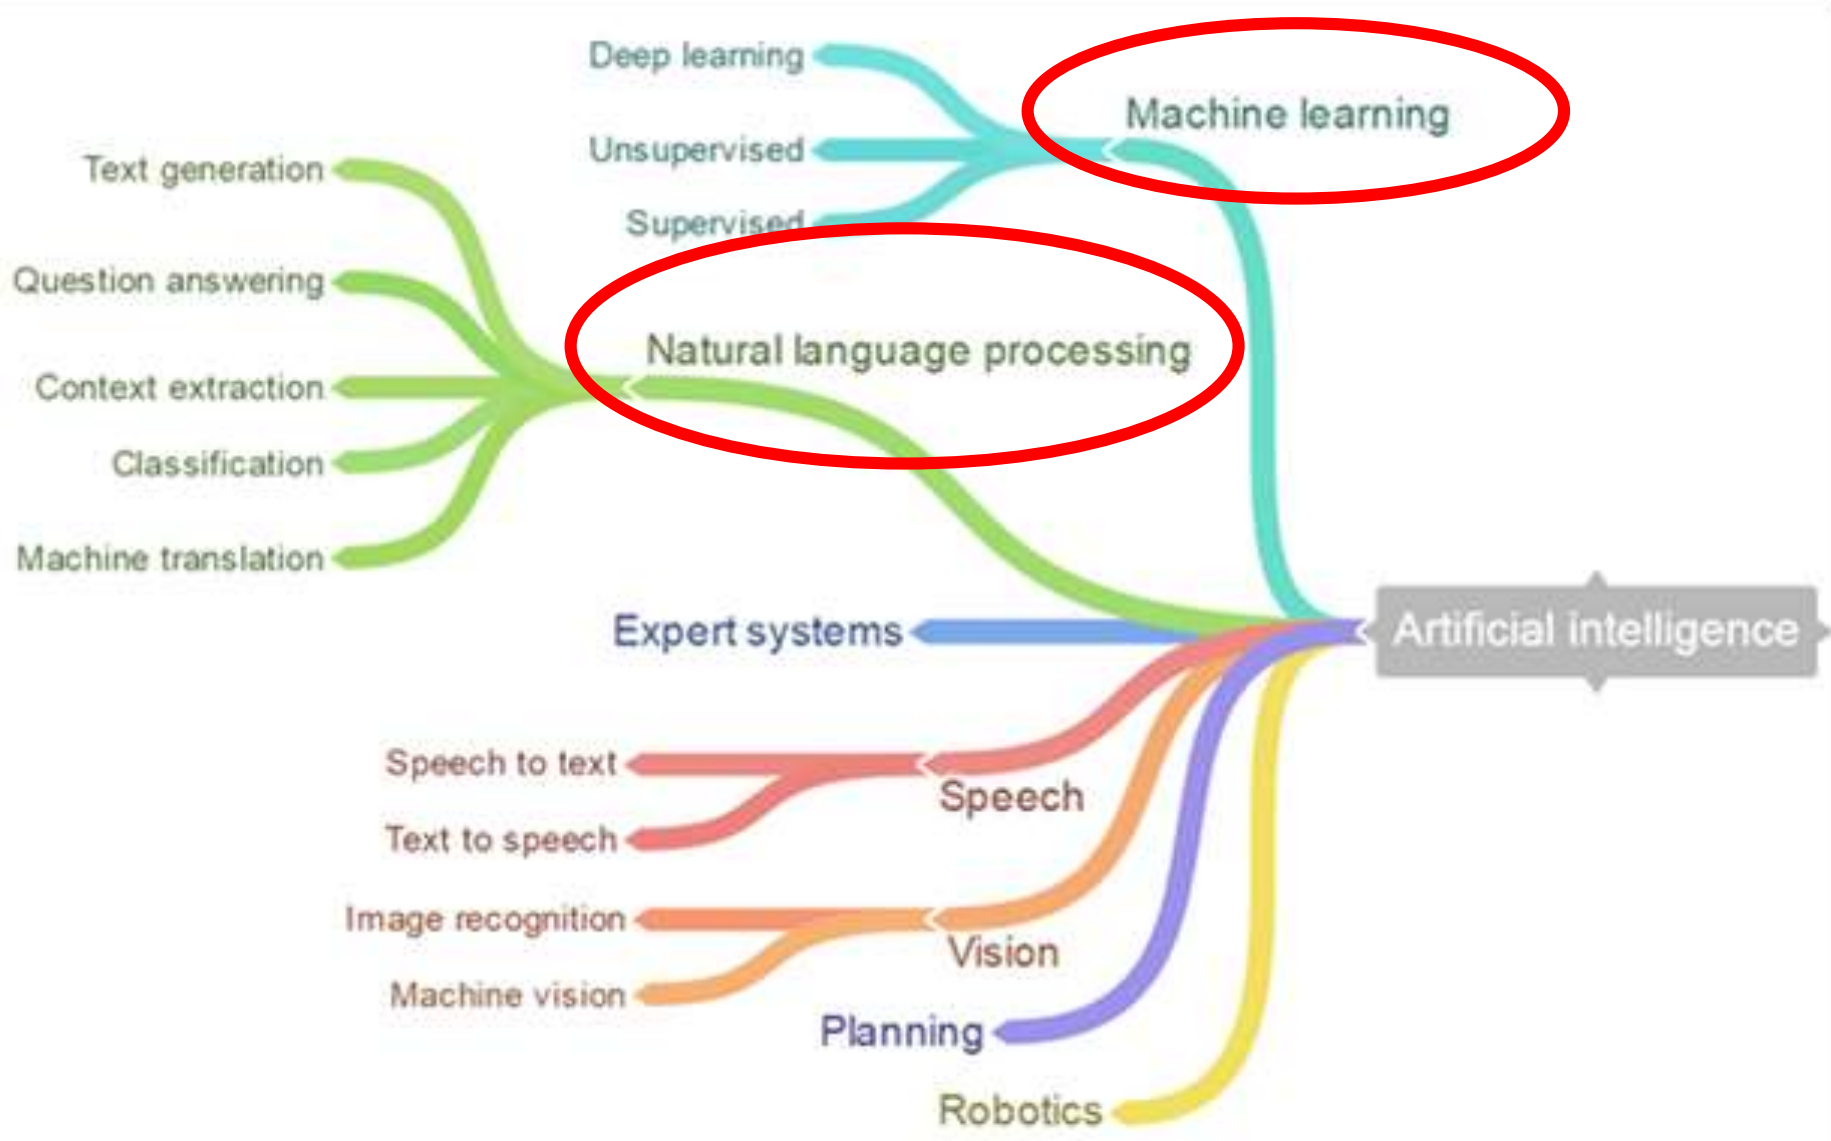 Deep learning
Machine learning
Unsupervised
Supervised
Text generation
Question answering
Natural language processing
Context extraction
Classification
Machine translation
Expert systems
Artificial intelligence
Speech to text
Speech
Text to speech
Image recognition
Vision
Machine vision
Planning
Robotics